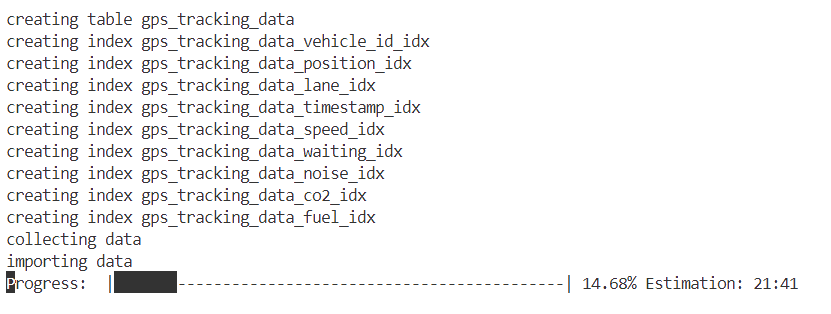 creating table gps_tracking_data
creating index gps_tracking_data_vehicle_id_idx
creating index gps_tracking_data_position_idx
creating index gps_tracking_data_lane_idx
creating index gps_tracking_data_timestamp_idx
creating index gps_tracking_data_speed_idx
creating index gps_tracking_data_waiting_idx
creating index gps_tracking_data_noise_idx
creating index gps_tracking_data_co2_idx
creating index gps_tracking_data_fuel_idx
collecting data
importing data
Progress: |███████-------------------------------------------| 14.68% Estimation: 21:41